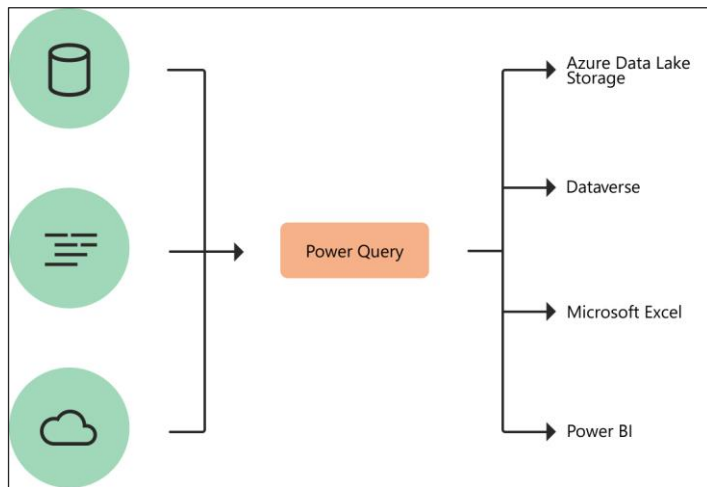 Azure Data Lake
Storage
Dataverse
Power Query
Microsoft Excel
Power BI